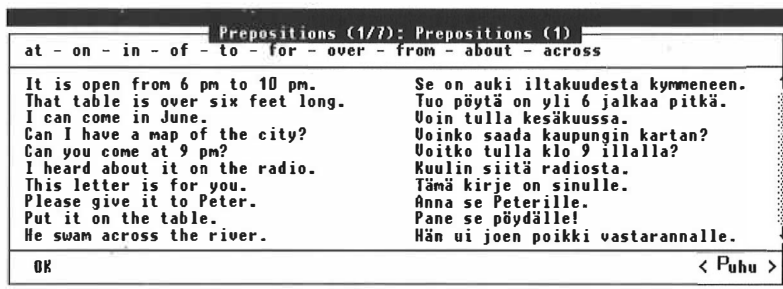 Prepositions (1/7): Prepositions (1)
at - on - in - of - to - for - over - from - about - across
It is open from 6 pm to 10 pm. Se on auki iltakuudesta kymmeneen.
That table is over six feet long. Tuo pöytä on yli 6 jalkaa pitkä.
I can come in June. Voin tulla kesäkuussa.
Can I have a map of the city? Voinko saada kaupungin kartan?
Can you come at 9 pm? Voitko tulla klo 9 illalla?
I heard about it on the radio. Kuulin siitä radiosta.
This letter is for you. Tämä kirje on sinulle.
Please give it to Peter. Anna se Peterille.
Put it on the table. Pane se pöydälle!
He swam across the river. Hän ui joen poikki vastarannalle.
OK < Puhu >